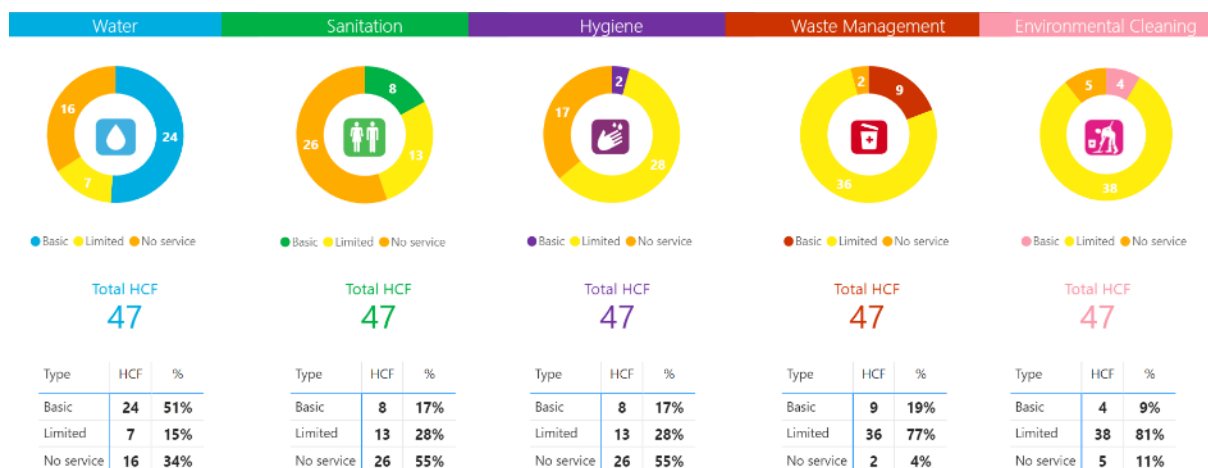 Water Sanitation Hygiene Waste Management Environmental Cleaning
16 24 7
8 26 13
2 17 28
2 9 36
5 4 38
Basic Limited No service
Basic Limited No service
Basic Limited No service
Basic Limited No service
Basic Limited No service
Total HCF
47
Total HCF
47
Total HCF
47
Total HCF
47
Total HCF
47
Type HCF %
Basic 24 51%
Limited 7 15%
No service 16 34%
Type HCF %
Basic 8 17%
Limited 13 28%
No service 26 55%
Type HCF %
Basic 8 17%
Limited 13 28%
No service 26 55%
Type HCF %
Basic 9 19%
Limited 36 77%
No service 2 4%
Type HCF %
Basic 4 9%
Limited 38 81%
No service 5 11%